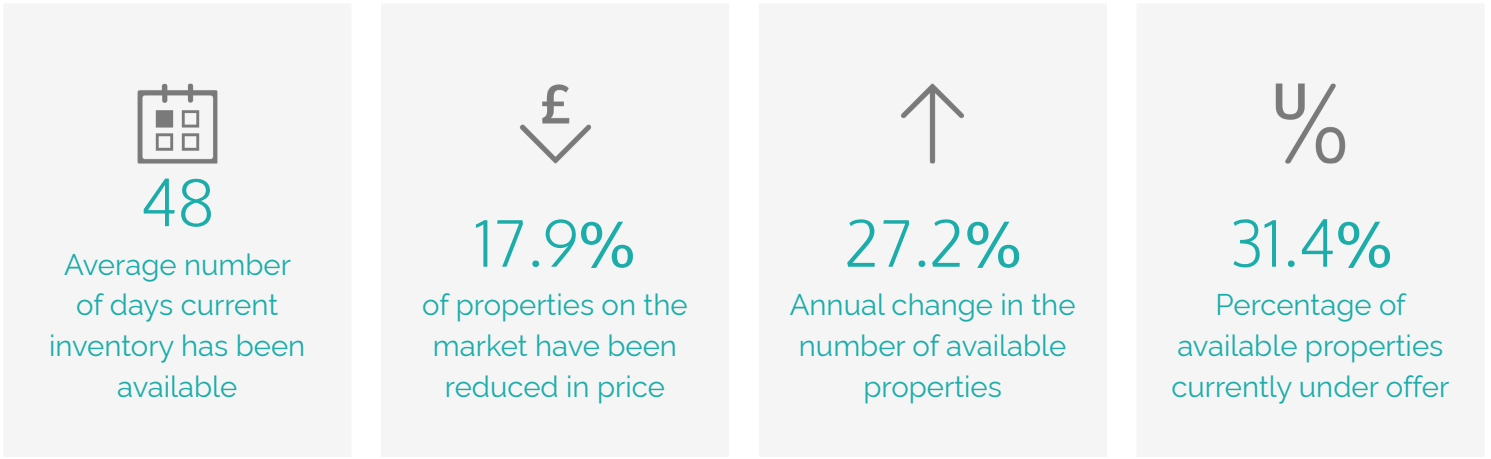 48
Average number
of days current
inventory has been
available
£
17.9%
of properties on the
market have been
reduced in price
27.2%
Annual change in the
number of available
properties
U%
31.4%
Percentage of
available properties
currently under offer